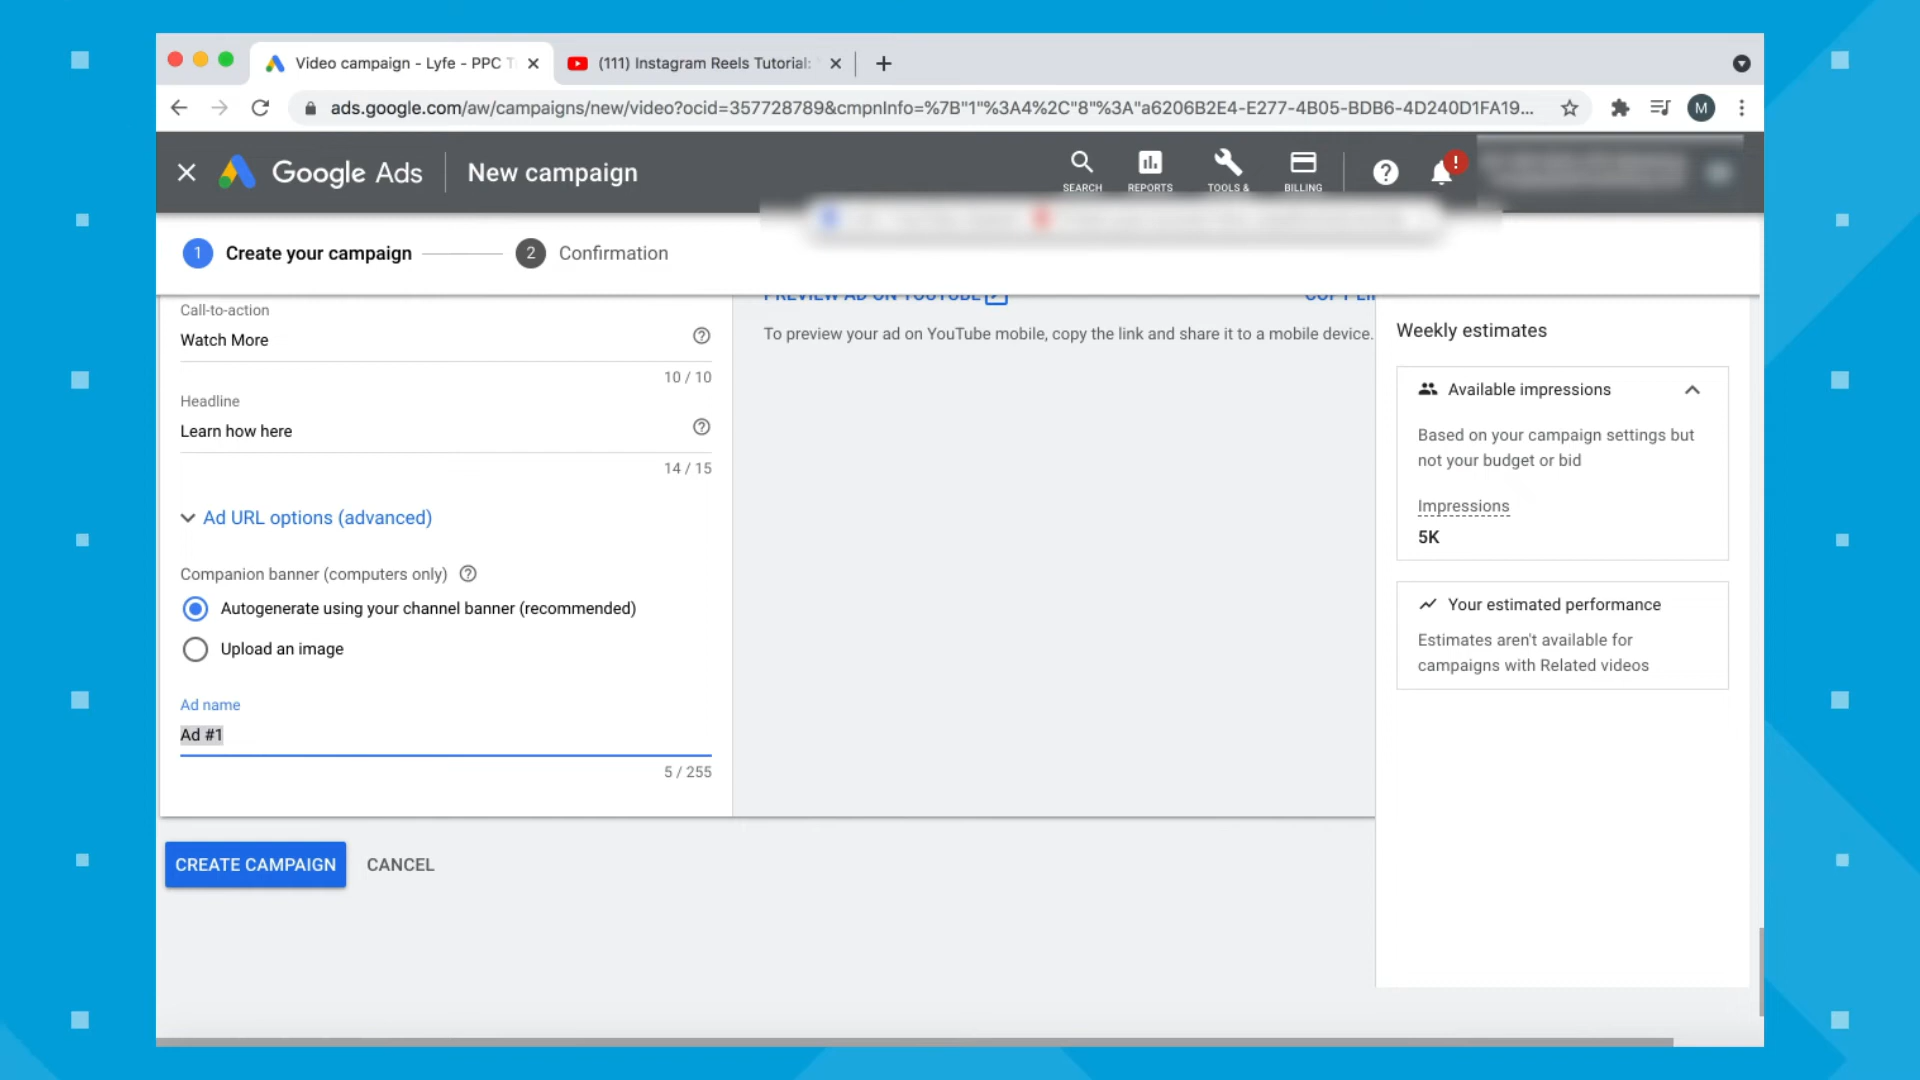 Video campaign - Lyfe - PPC T
(111) Instagram Reels Tutorial:
ads.google.com/aw/campaigns/new/video?ocid=357728789&cmpnInfo=%7B"1"%3A4%2C"8"%3A"a6206B2E4-E277-4B05-BDB6-4D240D1FA19...
M
Google Ads
New campaign
SEARCH
REPORTS
TOOLS &
BILLING
!
1 Create your campaign
2 Confirmation
Call-to-action
Watch More
10 / 10
Headline
Learn how here
14 / 15
Ad URL options (advanced)
Companion banner (computers only)
Autogenerate using your channel banner (recommended)
Upload an image
Ad name
Ad #1
5 / 255
CREATE CAMPAIGN
CANCEL
PREVIEW AD ON YOUTUBE
To preview your ad on YouTube mobile, copy the link and share it to a mobile device.
Weekly estimates
Available impressions
Based on your campaign settings but
not your budget or bid
Impressions
5K
Your estimated performance
Estimates aren't available for
campaigns with Related videos